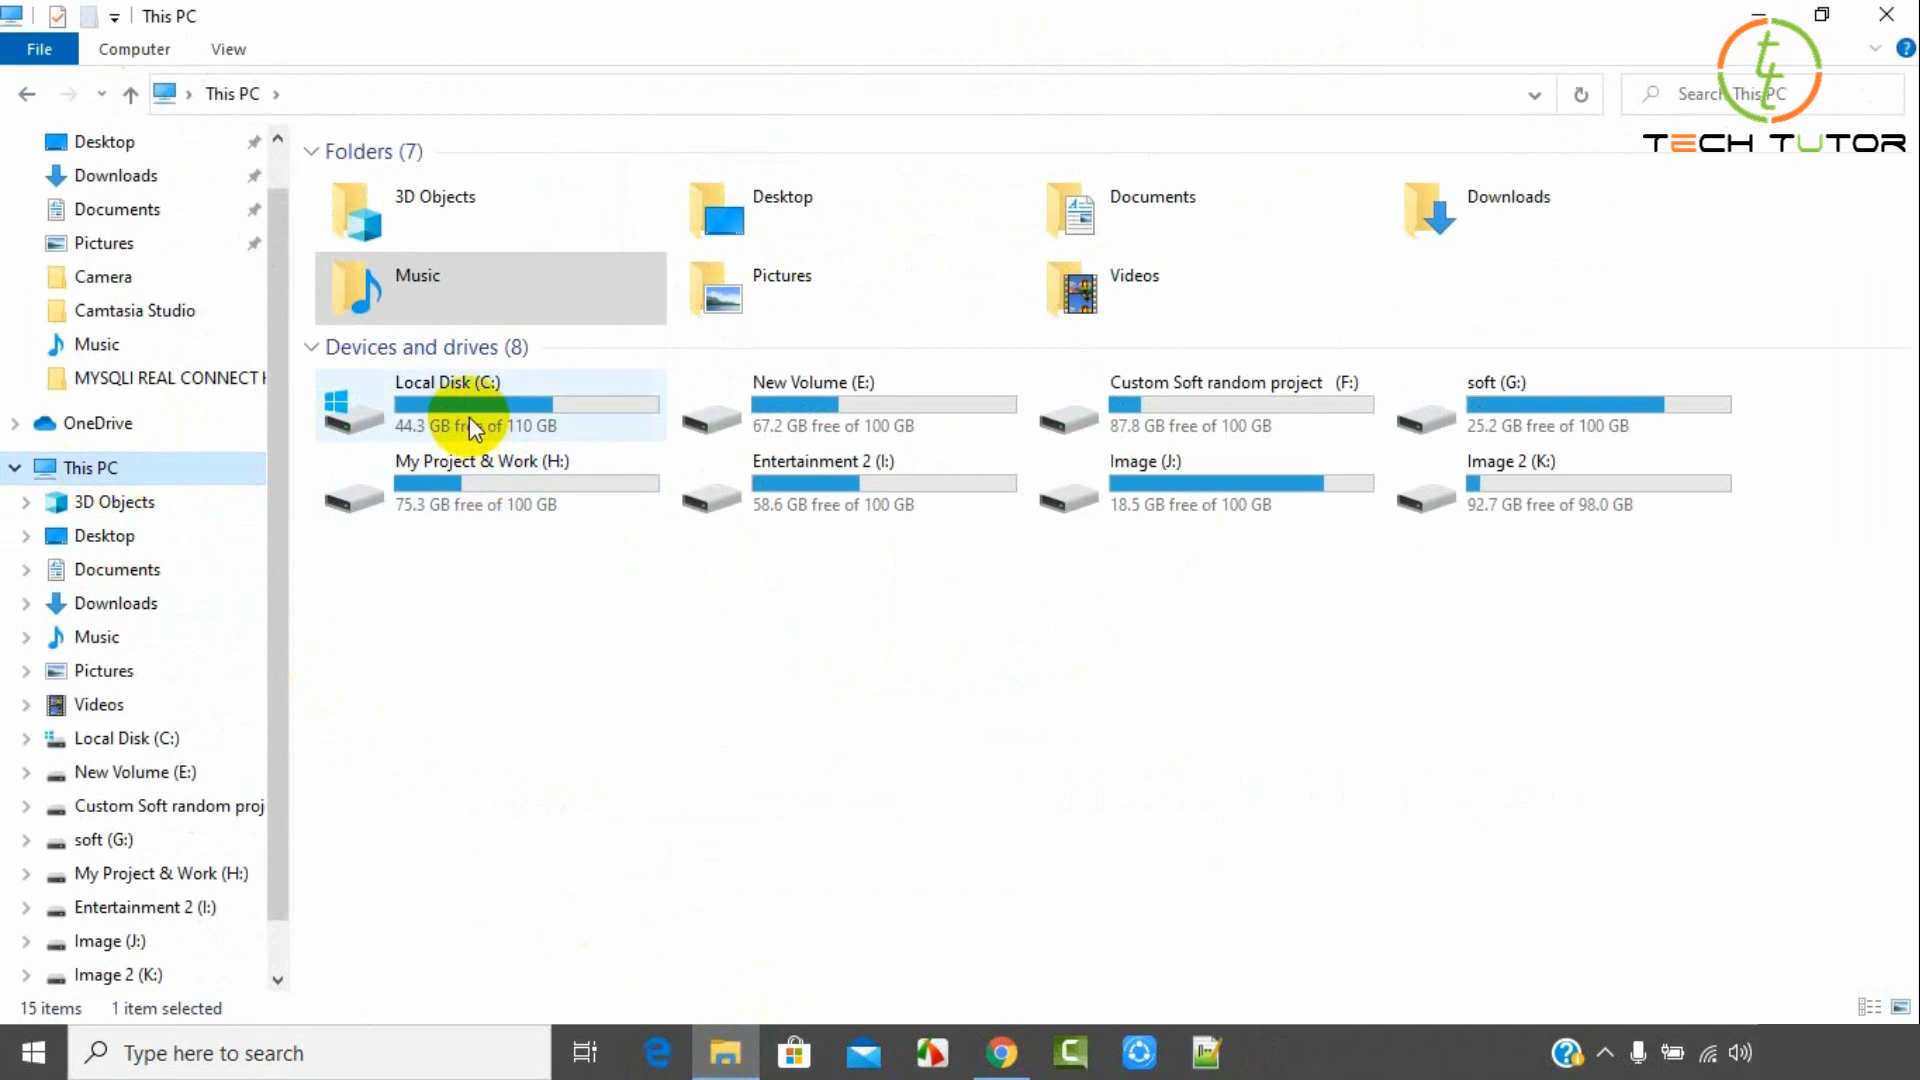 This PC
File Computer View
This PC
Search This PC
TECH TUTOR
Desktop
Downloads
Documents
Pictures
Camera
Camtasia Studio
Music
MYSQLI REAL CONNECT
OneDrive
This PC
3D Objects
Desktop
Documents
Downloads
Music
Pictures
Videos
Local Disk (C:)
New Volume (E:)
Custom Soft random proj
soft (G:)
My Project & Work (H:)
Entertainment 2 (I:)
Image (J:)
Image 2 (K:)
Folders (7)
3D Objects
Desktop
Documents
Downloads
Music
Pictures
Videos
Devices and drives (8)
Local Disk (C:)
44.3 GB free of 110 GB
New Volume (E:)
67.2 GB free of 100 GB
Custom Soft random project (F:)
87.8 GB free of 100 GB
soft (G:)
25.2 GB free of 100 GB
My Project & Work (H:)
75.3 GB free of 100 GB
Entertainment 2 (I:)
58.6 GB free of 100 GB
Image (J:)
18.5 GB free of 100 GB
Image 2 (K:)
92.7 GB free of 98.0 GB
15 items 1 item selected
Type here to search